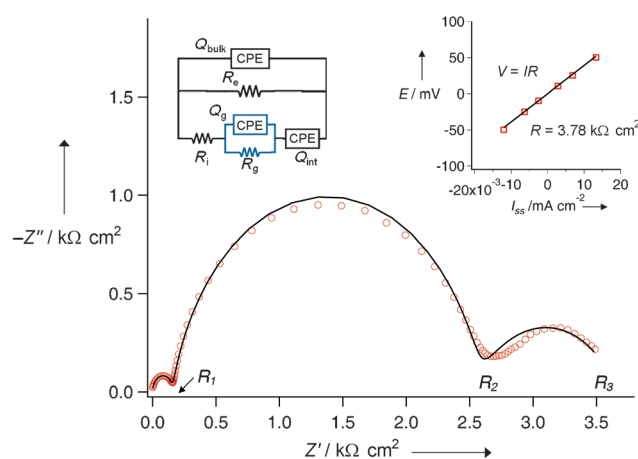 Q_bulk
CPE
R_e
Q_g
CPE
CPE
R_i
R_g
Q_int
100
50
0
-50
-100
E / mV
V = IR
R = 3.78 kΩ cm²
-20x10⁻³
-10
0
10
20
I_ss /mA cm⁻²
1.5
1.0
0.5
0.0
−Z″ / kΩ cm²
R₁
R₂
R₃
0.0
0.5
1.0
1.5
2.0
2.5
3.0
3.5
Z′ / kΩ cm²